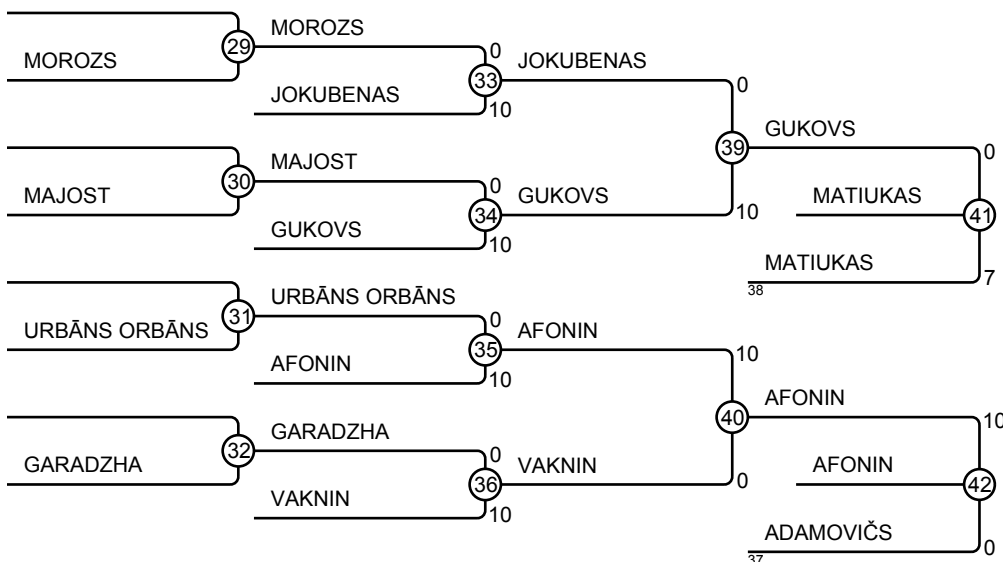 MOROZS
29
MOROZS
0
JOKUBENAS
33
10
JOKUBENAS
0
MAJOST
30
MAJOST
0
GUKOVS
34
10
GUKOVS
39
10
GUKOVS
0
MATIUKAS
41
MATIUKAS
38
7
URBĀNS ORBĀNS
31
URBĀNS ORBĀNS
0
AFONIN
35
10
AFONIN
10
GARADZHA
32
GARADZHA
0
VAKNIN
36
10
VAKNIN
40
0
AFONIN
10
AFONIN
42
ADAMOVIČS
37
0